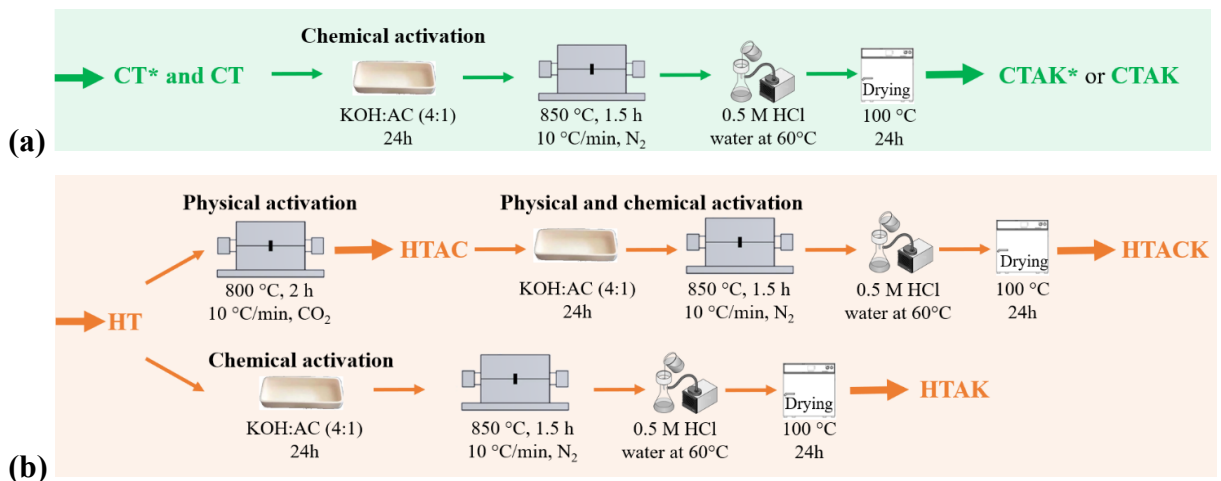 Chemical activation
CT* and CT
KOH:AC (4:1)
24h
850 °C, 1.5 h
10 °C/min, N₂
0.5 M HCl
water at 60°C
Drying
100 °C
24h
CTAK* or CTAK
(a)
Physical activation
800 °C, 2 h
10 °C/min, CO₂
HTAC
Physical and chemical activation
KOH:AC (4:1)
24h
850 °C, 1.5 h
10 °C/min, N₂
0.5 M HCl
water at 60°C
Drying
100 °C
24h
HTACK
HT
Chemical activation
KOH:AC (4:1)
24h
850 °C, 1.5 h
10 °C/min, N₂
0.5 M HCl
water at 60°C
Drying
100 °C
24h
HTAK
(b)